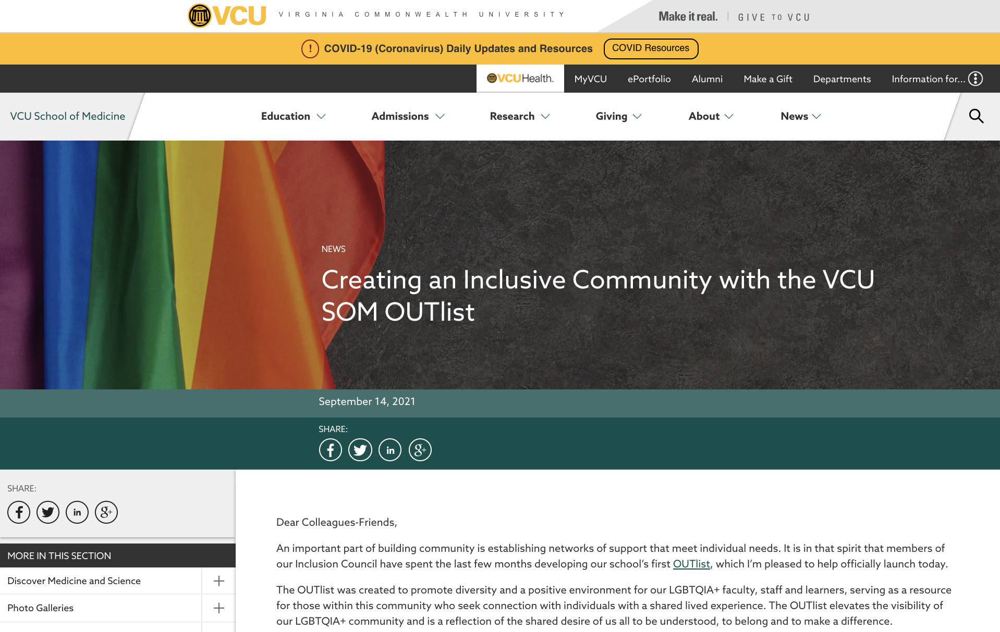 VCU VIRGINIA COMMONWEALTH UNIVERSITY
Make it real. GIVE TO VCU
! COVID-19 (Coronavirus) Daily Updates and Resources COVID Resources
VCUHealth. MyVCU ePortfolio Alumni Make a Gift Departments Information for...
VCU School of Medicine Education Admissions Research Giving About News
NEWS
Creating an Inclusive Community with the VCU
SOM OUTlist
September 14, 2021
SHARE:
f in g+
SHARE:
f in g+
MORE IN THIS SECTION
Discover Medicine and Science
Photo Galleries
Dear Colleagues-Friends,
An important part of building community is establishing networks of support that meet individual needs. It is in that spirit that members of
our Inclusion Council have spent the last few months developing our school’s first OUTlist, which I’m pleased to help officially launch today.
The OUTlist was created to promote diversity and a positive environment for our LGBTQIA+ faculty, staff and learners, serving as a resource
for those within this community who seek connection with individuals with a shared lived experience. The OUTlist elevates the visibility of
our LGBTQIA+ community and is a reflection of the shared desire of us all to be understood, to belong and to make a difference.